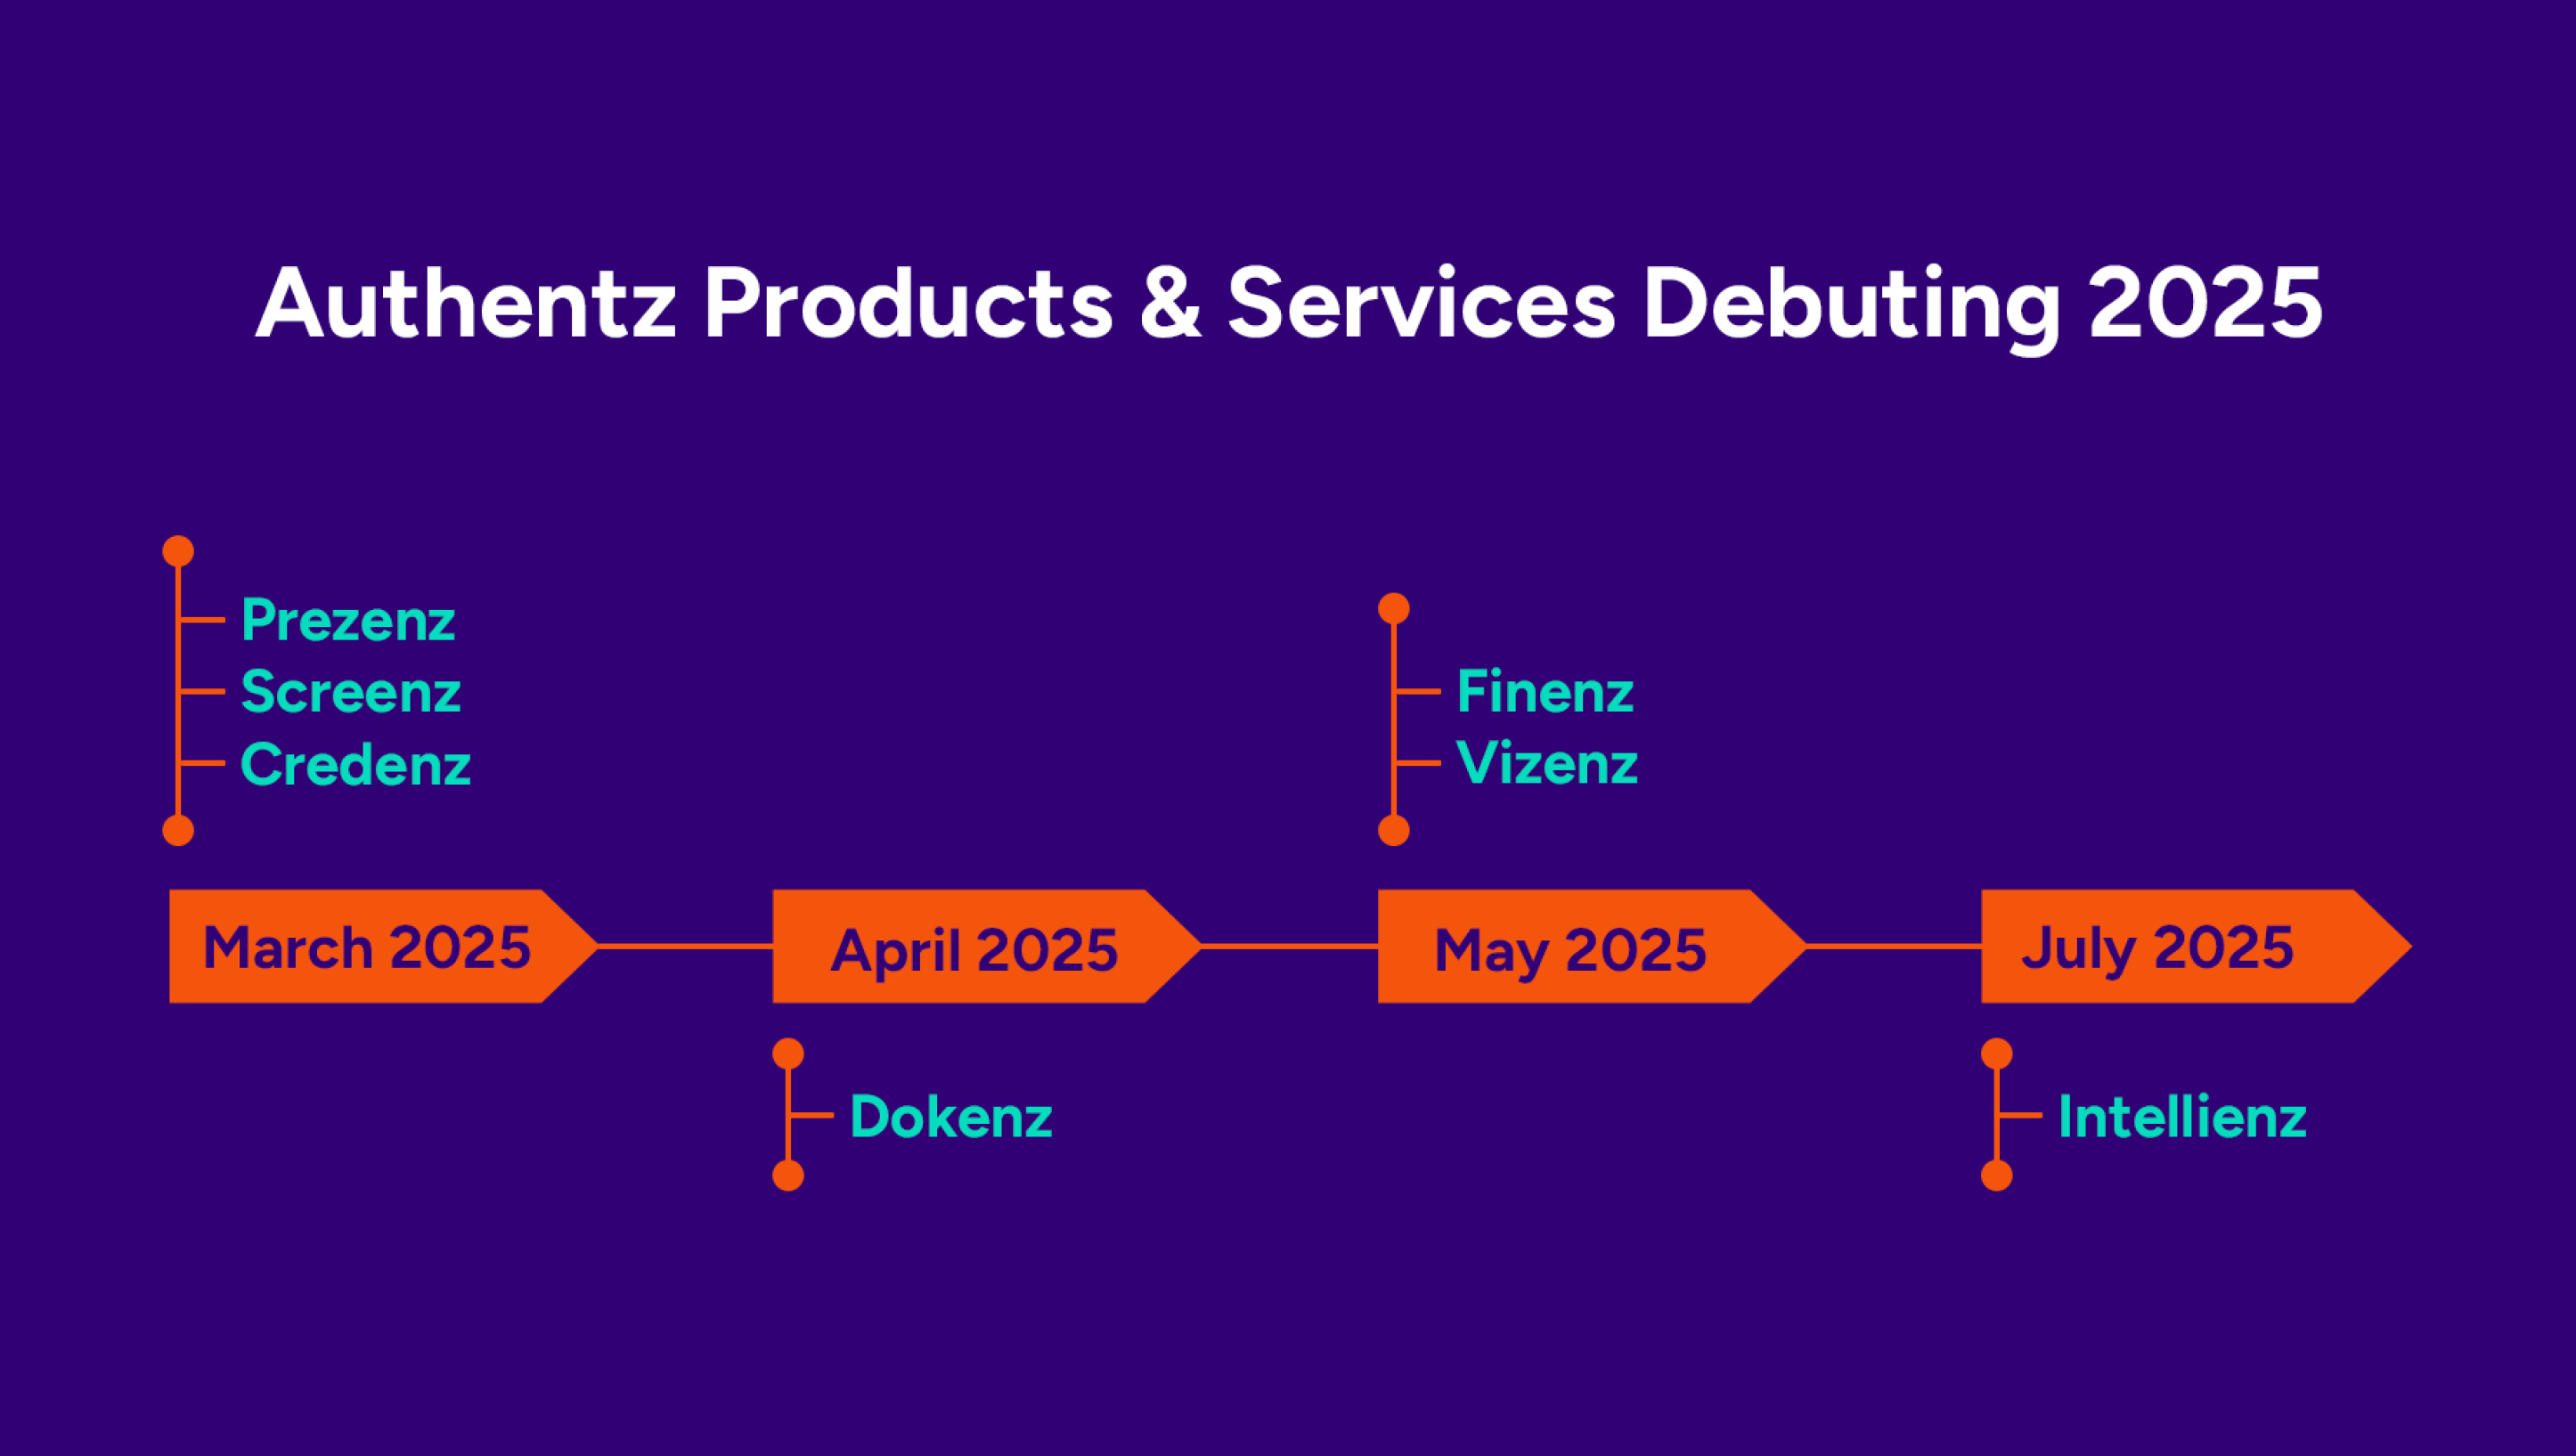 Authentz Products & Services Debuting 2025
Prezenz
Screenz
Credenz
Finenz
Vizenz
March 2025
April 2025
May 2025
July 2025
Dokenz
Intellienz